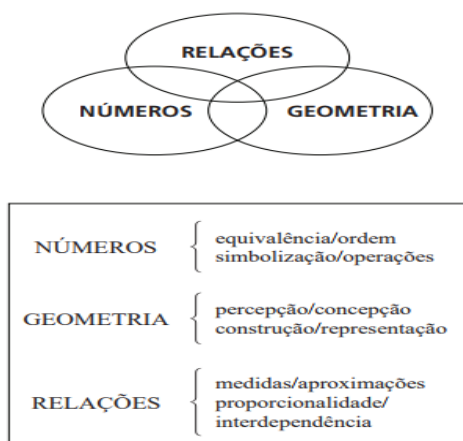 RELAÇÕES
NÚMEROS GEOMETRIA
NÚMEROS
equivalência/ordem
simbolização/operações
GEOMETRIA
percepção/concepção
construção/representação
RELAÇÕES
medidas/aproximações
proporcionalidade/
interdependência